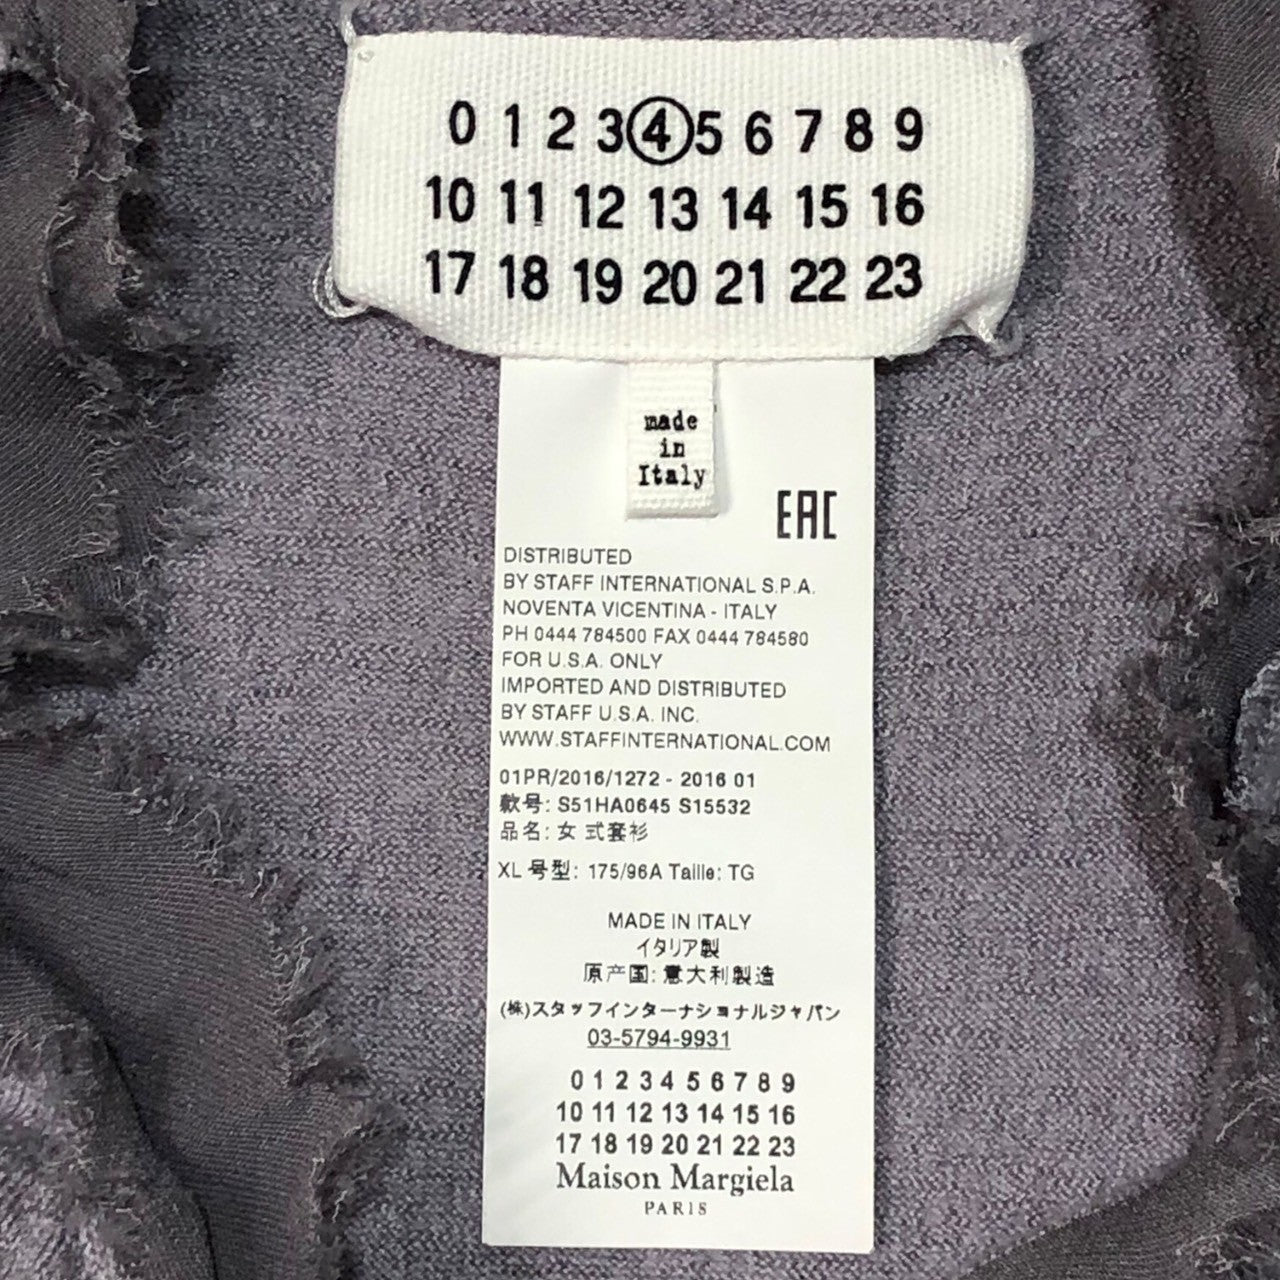 0 1 2 3 4 5 6 7 8 9
10 11 12 13 14 15 16
17 18 19 20 21 22 23
made
in
Italy
EAC
DISTRIBUTED
BY STAFF INTERNATIONAL S.P.A.
NOVENTA VICENTINA - ITALY
PH 0444 784500 FAX 0444 784580
FOR U.S.A. ONLY
IMPORTED AND DISTRIBUTED
BY STAFF U.S.A. INC.
WWW.STAFFINTERNATIONAL.COM
01PR/2016/1272 - 2016 01
款号: S51HA0645 S15532
品名: 女 式套衫
XL 号型: 175/96A Taille: TG
MADE IN ITALY
イタリア製
原产国: 意大利製造
(株)スタッフインターナショナルジャパン
03-5794-9931
0 1 2 3 4 5 6 7 8 9
10 11 12 13 14 15 16
17 18 19 20 21 22 23
Maison Margiela
PARIS